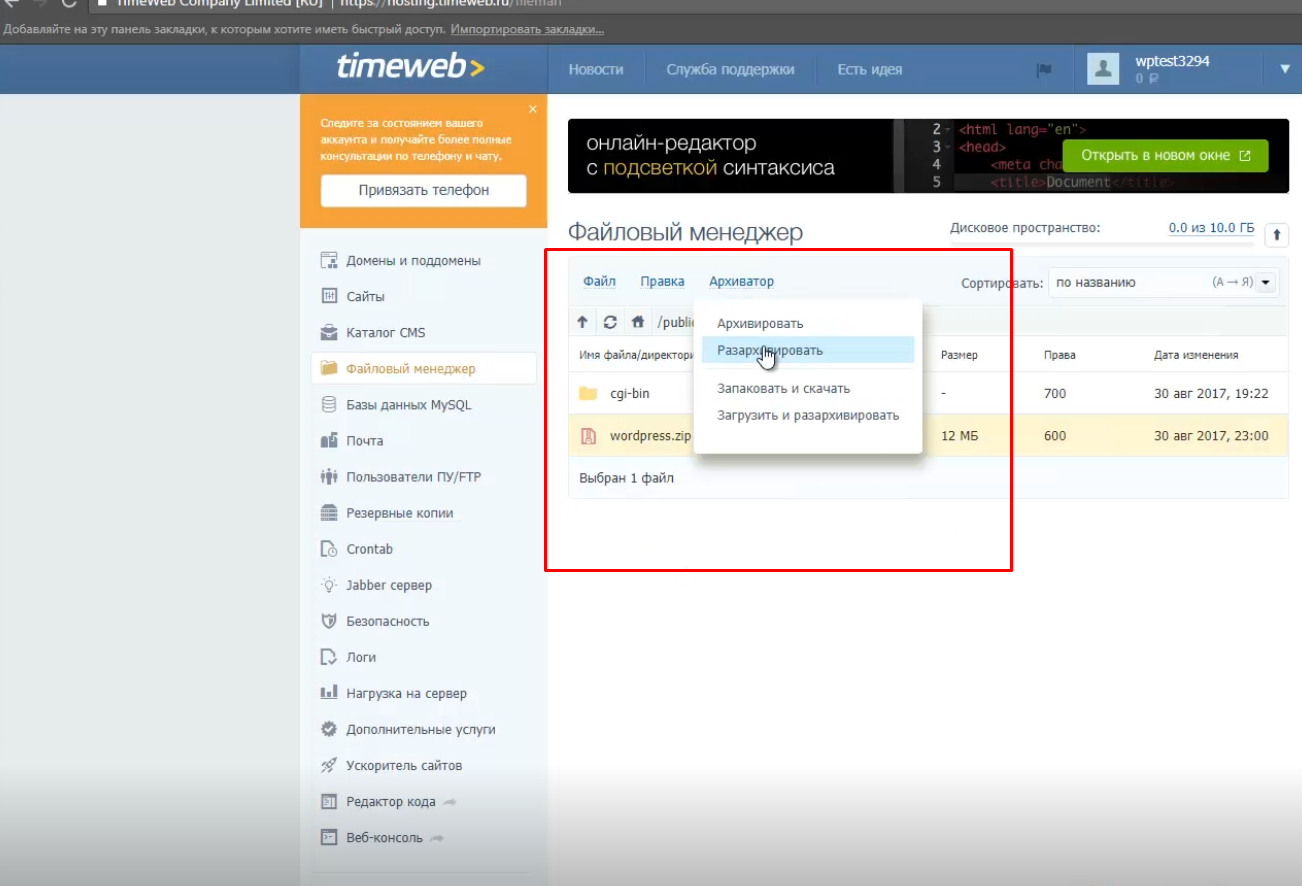 TimeWeb Company Limited [RU] https://hosting.timeweb.ru/fileman
Добавляйте на эту панель закладки, к которым хотите иметь быстрый доступ. Импортировать закладки...
timeweb>
Новости
Служба поддержки
Есть идея
wptest3294
0 ₽
Следите за состоянием вашего
аккаунта и получайте более полные
консультации по телефону и чату.
Привязать телефон
онлайн-редактор
с подсветкой синтаксиса
2 <html lang="en">
3 <head>
4 <meta cha
5 <title>Document</title>
Открыть в новом окне
Домены и поддомены
Сайты
Каталог CMS
Файловый менеджер
Базы данных MySQL
Почта
Пользователи ПУ/FTP
Резервные копии
Crontab
Jabber сервер
Безопасность
Логи
Нагрузка на сервер
Дополнительные услуги
Ускоритель сайтов
Редактор кода
Веб-консоль
Файловый менеджер
Дисковое пространство: 0.0 из 10.0 ГБ
Файл Правка Архиватор
Сортировать: по названию (А → Я)
/public
Архивировать
Разархивировать
Запаковать и скачать
Загрузить и разархивировать
Имя файла/директори Размер Права Дата изменения
cgi-bin - 700 30 авг 2017, 19:22
wordpress.zip 12 МБ 600 30 авг 2017, 23:00
Выбран 1 файл